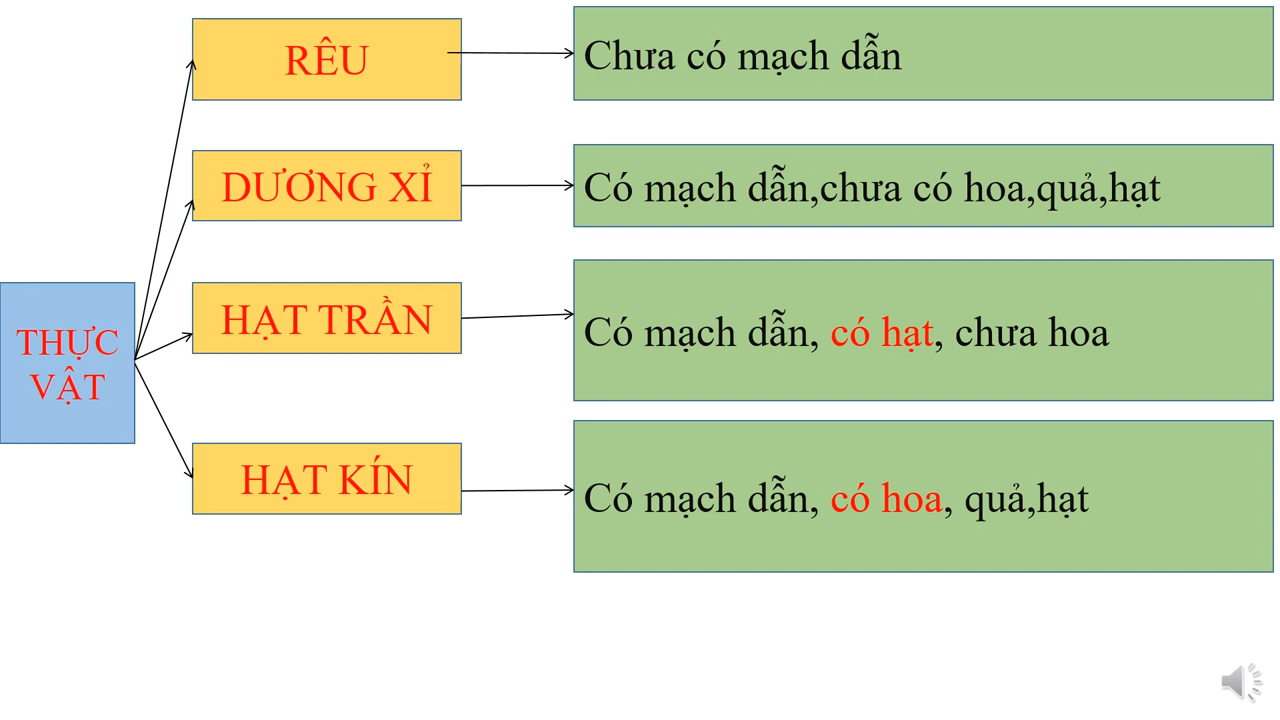 RÊU
Chưa có mạch dẫn
DƯƠNG XỈ
Có mạch dẫn,chưa có hoa,quả,hạt
THỰC
VẬT
HẠT TRẦN
Có mạch dẫn, có hạt, chưa hoa
HẠT KÍN
Có mạch dẫn, có hoa, quả,hạt